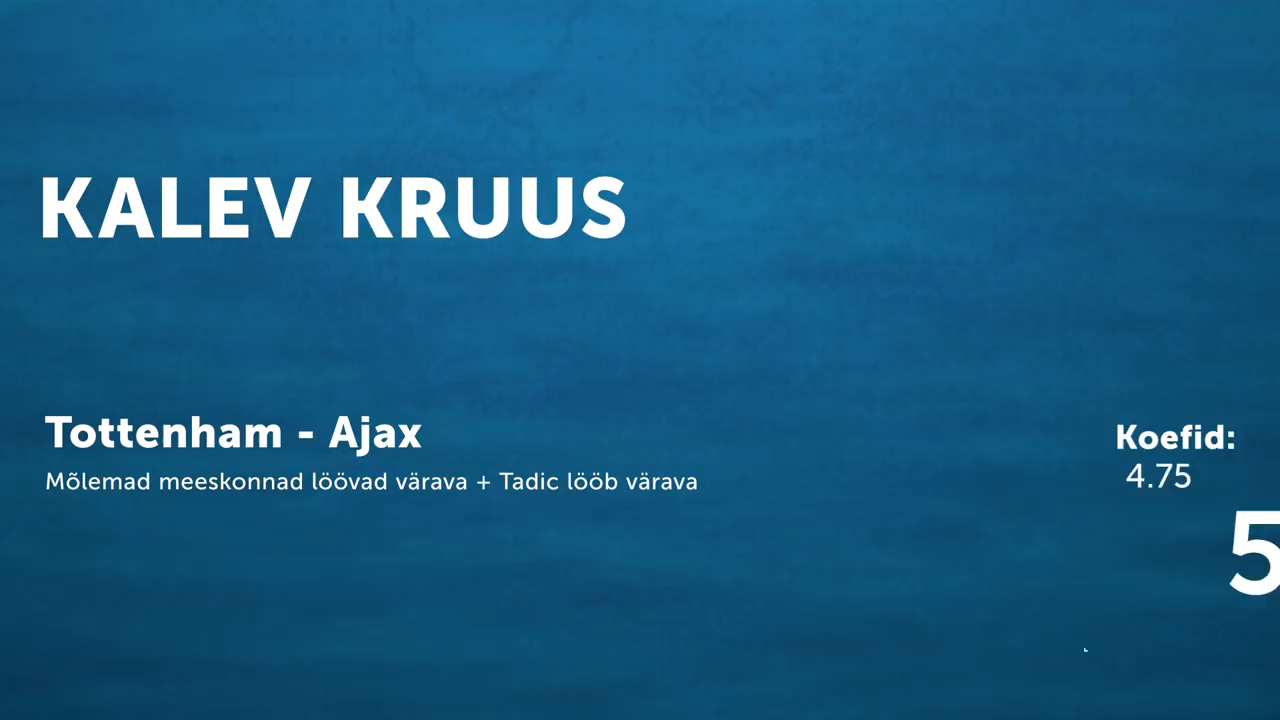 KALEV KRUUS
Tottenham - Ajax
Mõlemad meeskonnad löövad värava + Tadic lööb värava
Koefid:
4.75
5